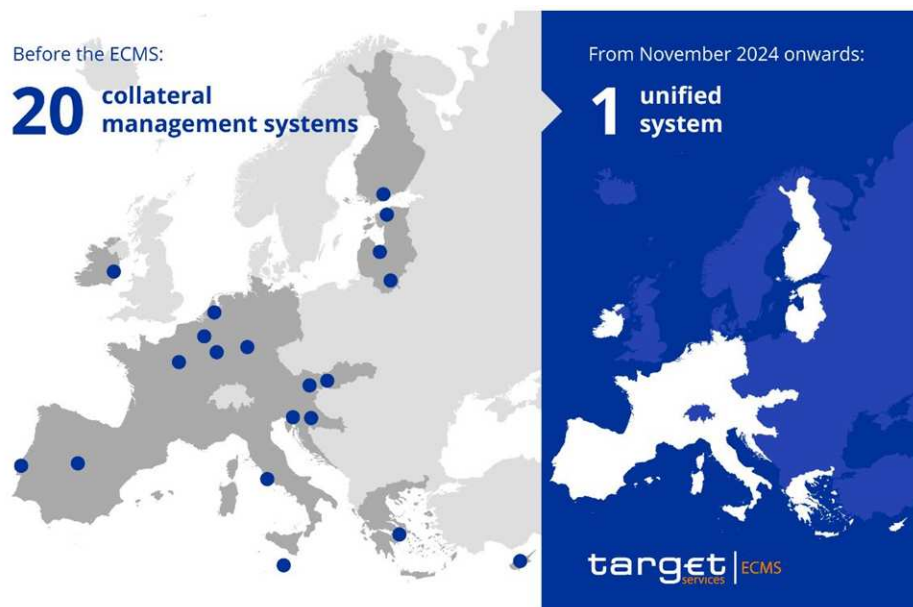 Before the ECMS:
20 collateral
management systems
From November 2024 onwards:
1 unified
system
target
services | ECMS